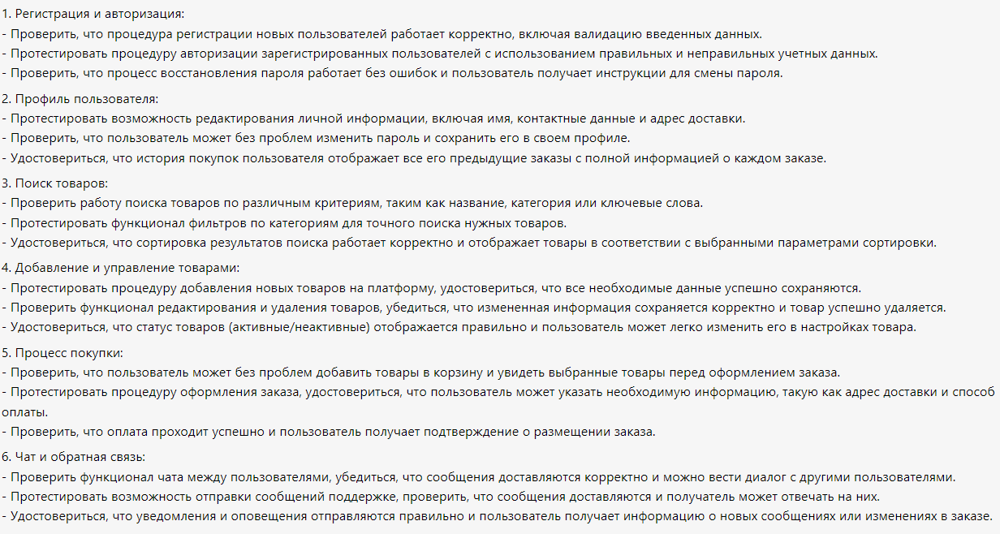 1. Регистрация и авторизация:
- Проверить, что процедура регистрации новых пользователей работает корректно, включая валидацию введенных данных.
- Протестировать процедуру авторизации зарегистрированных пользователей с использованием правильных и неправильных учетных данных.
- Проверить, что процесс восстановления пароля работает без ошибок и пользователь получает инструкции для смены пароля.
2. Профиль пользователя:
- Протестировать возможность редактирования личной информации, включая имя, контактные данные и адрес доставки.
- Проверить, что пользователь может без проблем изменить пароль и сохранить его в своем профиле.
- Удостовериться, что история покупок пользователя отображает все его предыдущие заказы с полной информацией о каждом заказе.
3. Поиск товаров:
- Проверить работу поиска товаров по различным критериям, таким как название, категория или ключевые слова.
- Протестировать функционал фильтров по категориям для точного поиска нужных товаров.
- Удостовериться, что сортировка результатов поиска работает корректно и отображает товары в соответствии с выбранными параметрами сортировки.
4. Добавление и управление товарами:
- Протестировать процедуру добавления новых товаров на платформу, удостовериться, что все необходимые данные успешно сохраняются.
- Проверить функционал редактирования и удаления товаров, убедиться, что измененная информация сохраняется корректно и товар успешно удаляется.
- Удостовериться, что статус товаров (активные/неактивные) отображается правильно и пользователь может легко изменить его в настройках товара.
5. Процесс покупки:
- Проверить, что пользователь может без проблем добавить товары в корзину и увидеть выбранные товары перед оформлением заказа.
- Протестировать процедуру оформления заказа, удостовериться, что пользователь может указать необходимую информацию, такую как адрес доставки и способ
оплаты.
- Проверить, что оплата проходит успешно и пользователь получает подтверждение о размещении заказа.
6. Чат и обратная связь:
- Проверить функционал чата между пользователями, убедиться, что сообщения доставляются корректно и можно вести диалог с другими пользователями.
- Протестировать возможность отправки сообщений поддержке, проверить, что сообщения доставляются и получатель может отвечать на них.
- Удостовериться, что уведомления и оповещения отправляются правильно и пользователь получает информацию о новых сообщениях или изменениях в заказе.